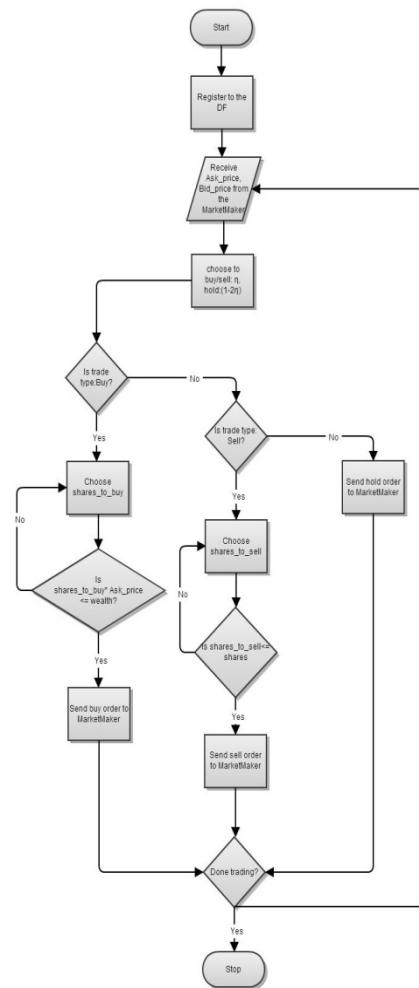 Start
Register to the
DF
Receive
Ask_price,
Bid_price from
the
MarketMaker
choose to
buy/sell: η,
hold:(1-2η)
Is trade
type:Buy?
No
Is trade type:
Sell?
No
Yes
Yes
Choose
shares_to_buy
Send hold order
to MarketMaker
No
Choose
shares_to_sell
Is
shares_to_buy* Ask_price
<= wealth?
No
Is shares_to_sell<=
shares
Yes
Send buy order to
MarketMaker
Yes
Send sell order
to MarketMaker
Done trading?
Yes
Stop